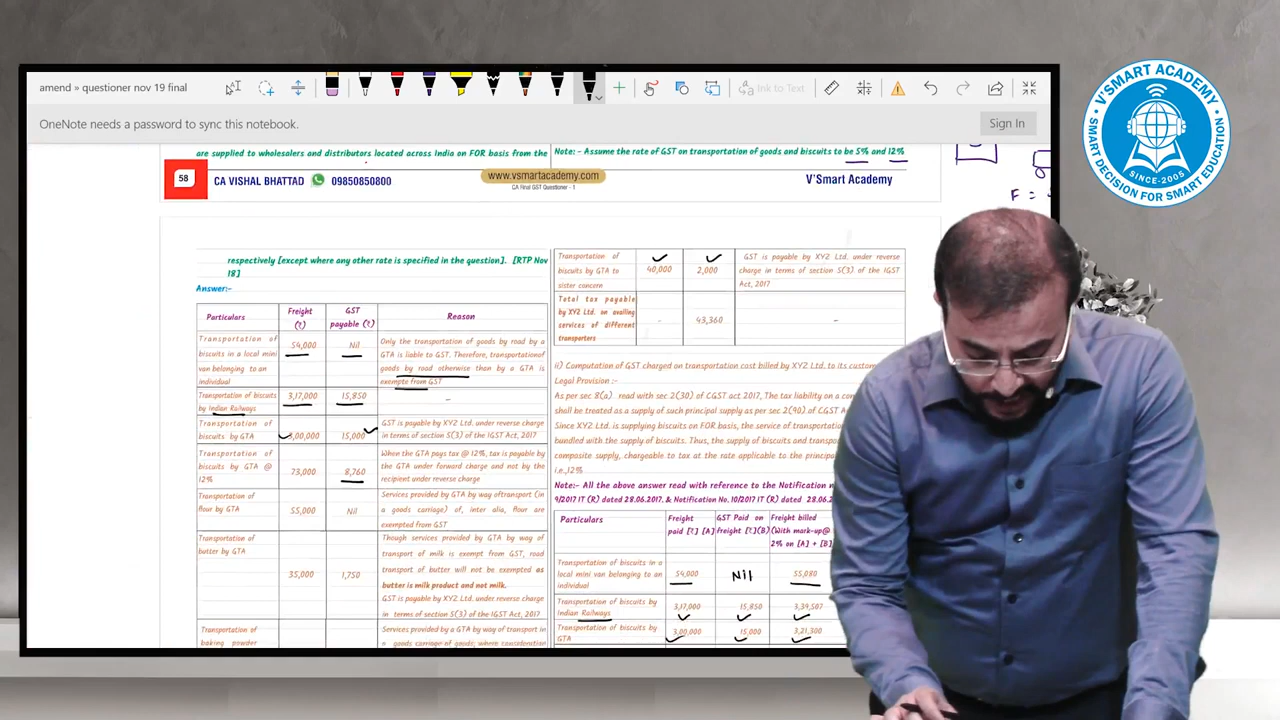 amend » questioner nov 19 final
Link to Text
OneNote needs a password to sync this notebook.
Sign In
are supplied to wholesalers and distributors located across India on FOR basis from the
Note: - Assume the rate of GST on transportation of goods and biscuits to be 5% and 12%
58
CA VISHAL BHATTAD
09850850800
www.vsmartacademy.com
CA Final GST Questioner - 1
V'Smart Academy
F =
respectively [except where any other rate is specified in the question]. [RTP Nov
18]
Answer:-
Particulars
Freight
(₹)
GST
payable (₹)
Reason
Transportation of
biscuits in a local mini
van belonging to an
individual
54,000
Nil
Only the transportation of goods by road by a
GTA is liable to GST. Therefore, transportationof
goods by road otherwise than by a GTA is
exempte from GST
Transportation of biscuits
by Indian Railways
3,17,000
15,850
-
Transportation of
biscuits by GTA
3,00,000
15,000
GST is payable by XYZ Ltd. under reverse charge
in terms of section 5(3) of the IGST Act, 2017
Transportation of
biscuits by GTA @
12%
73,000
8,760
When the GTA pays tax @ 12%, tax is payable by
the GTA under forward charge and not by the
recipient under reverse charge
Transportation of
flour by GTA
55,000
Nil
Services provided by GTA by way oftransport (in
a goods carriage) of, inter alia, flour are
exempted from GST
Transportation of
butter by GTA
35,000
1,750
Though services provided by GTA by way of
transport of milk is exempt from GST, road
transport of butter will not be exempted as
butter is milk product and not milk.
GST is payable by XYZ Ltd. under reverse charge
in terms of section 5(3) of the IGST Act, 2017
Transportation of
baking powder
Services provided by a GTA by way of transport
goods carriage of goods, where consideration
Transportation of
biscuits by GTA to
sister concern
40,000
2,000
GST is payable by XYZ Ltd. under reverse
charge in terms of section 5(3) of the IGST
Act, 2017
Total tax payable
by XYZ Ltd. on availing
services of different
transporters
-
43,360
-
ii) Computation of GST charged on transportation cost billed by XYZ Ltd. to its custom
Legal Provision :-
As per sec 8(a) read with sec 2(30) of CGST act 2017, The tax liability on a com
shall be treated as a supply of such principal supply as per sec 2(90) of CGST A
Since XYZ Ltd. is supplying biscuits on FOR basis, the service of transportation
bundled with the supply of biscuits. Thus, the supply of biscuits and transpor
composite supply, chargeable to tax at the rate applicable to the principal
i.e.,12%
Note:- All the above answer read with reference to the Notification n
9/2017 IT (R) dated 28.06.2017. & Notification No. 10/2017 IT (R) dated 28.06.2
Particulars
Freight
paid [₹] [A]
GST Paid on
freight [₹](B)
Freight billed
(With mark-up@
2% on [A] + [B]
Transportation of biscuits in a
local mini van belonging to an
individual
54,000
Nil
55,080
Transportation of biscuits by
Indian Railways
3,17,000
15,850
3,39,507
Transportation of biscuits by
GTA
3,00,000
15,000
3,21,300
V'SMART ACADEMY
SMART DECISION FOR SMART EDUCATION
SINCE-2005